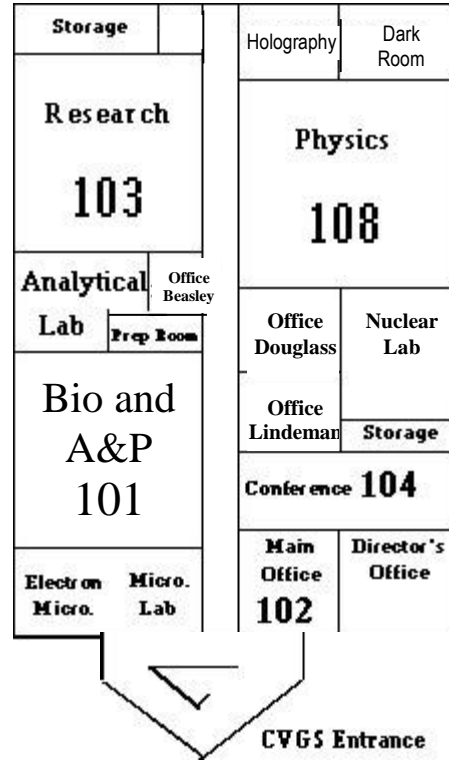 Storage
Holography
Dark
Room
Research
103
Physics
108
Analytical
Lab
Office
Beasley
Prep Room
Office
Douglass
Nuclear
Lab
Bio and
A&P
101
Office
Lindeman
Storage
Conference 104
Electron
Micro.
Micro.
Lab
Main
Office
102
Director's
Office
CVGS Entrance